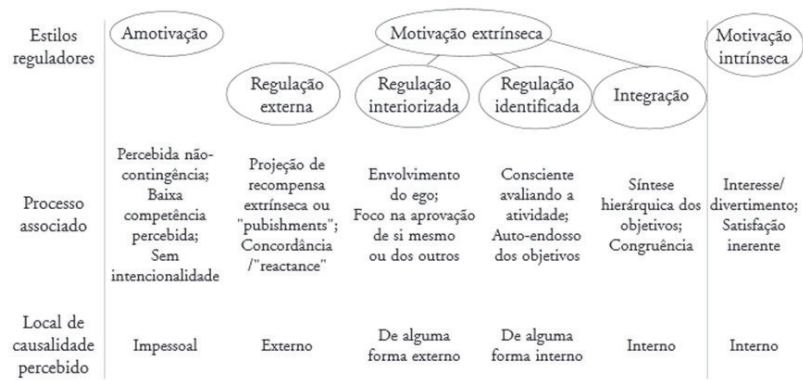 Estilos
reguladores
Amotivação
Motivação extrínseca
Motivação
intrínseca
Regulação
externa
Regulação
interiorizada
Regulação
identificada
Integração
Processo
associado
Percebida não-
contingência;
Baixa
competência
percebida;
Sem
intencionalidade
Projeção de
recompensa
extrínseca ou
"pubishments";
Concordância
/"reactance"
Envolvimento
do ego;
Foco na aprovação
de si mesmo
ou dos outros
Consciente
avaliando a
atividade;
Auto-endosso
dos objetivos
Síntese
hierárquica dos
objetivos;
Congruência
Interesse/
divertimento;
Satisfação
inerente
Local de
causalidade
percebido
Impessoal
Externo
De alguma
forma externo
De alguma
forma interno
Interno
Interno